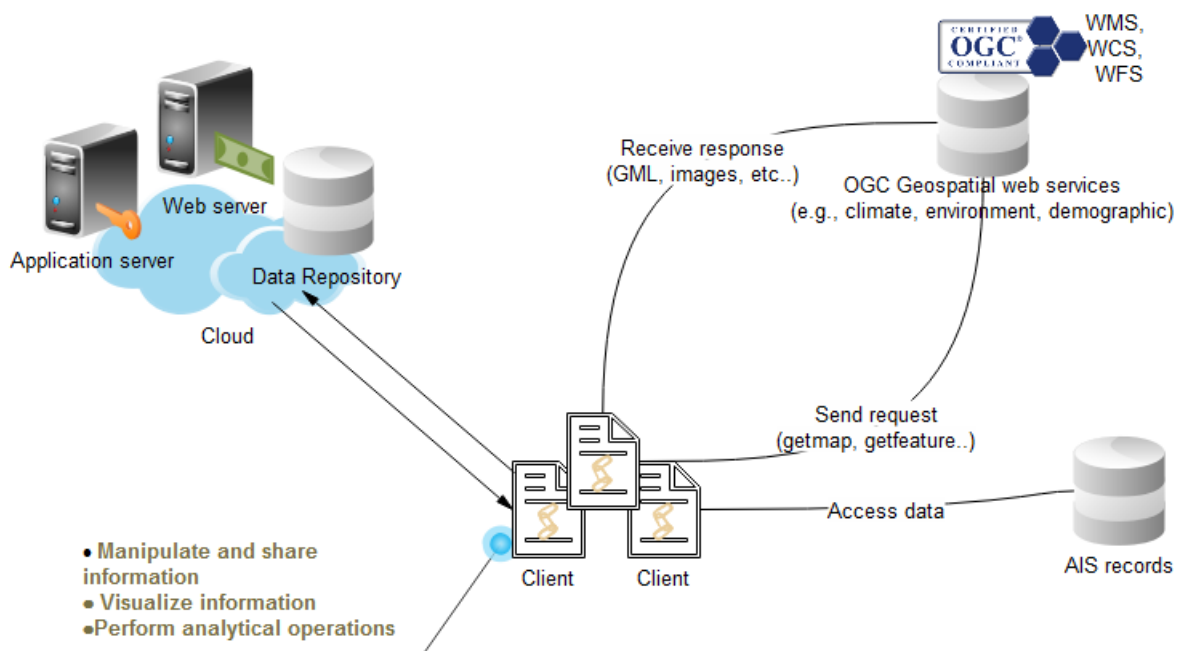 CERTIFIED
OGC®
COMPLIANT
WMS,
WCS,
WFS
Receive response
(GML, images, etc..)
OGC Geospatial web services
(e.g., climate, environment, demographic)
Web server
Application server
Data Repository
Cloud
Send request
(getmap, getfeature..)
Access data
AIS records
Client
Client
• Manipulate and share
information
• Visualize information
•Perform analytical operations